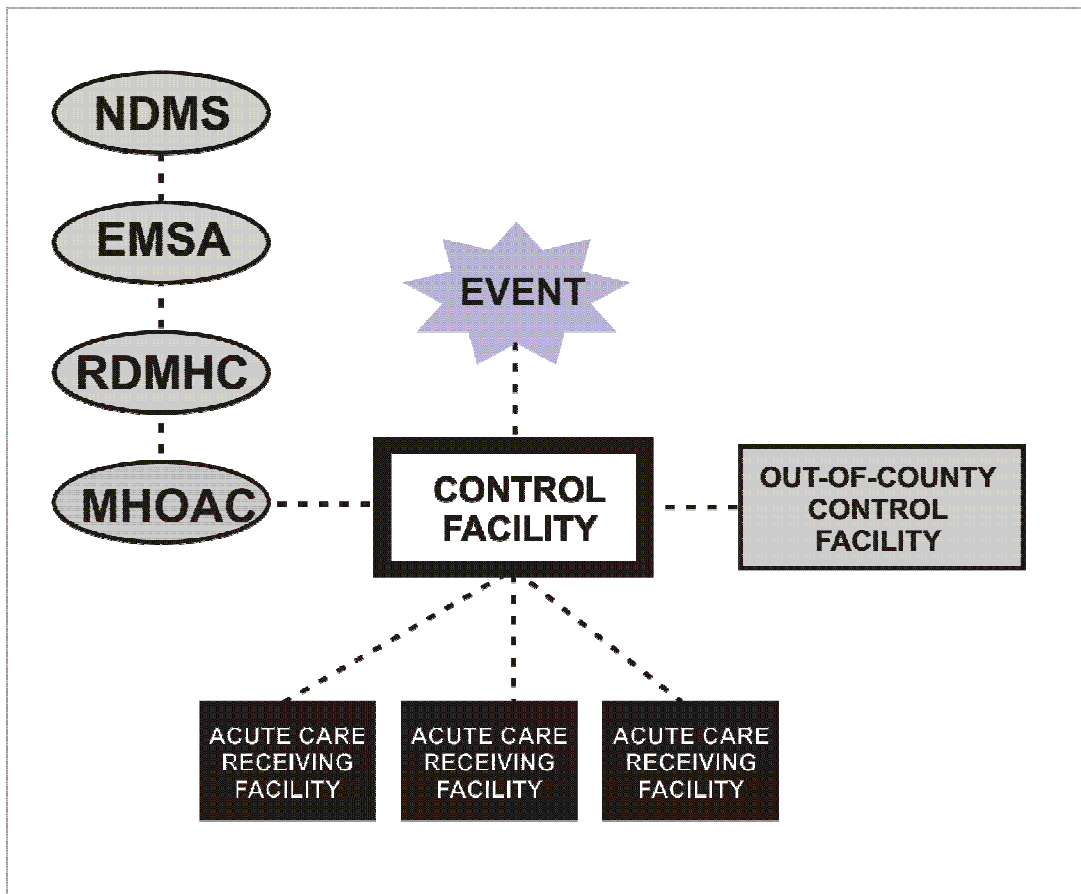 NDMS
EMSA
RDMHC
MHOAC
EVENT
CONTROL
FACILITY
OUT-OF-COUNTY
CONTROL
FACILITY
ACUTE CARE
RECEIVING
FACILITY
ACUTE CARE
RECEIVING
FACILITY
ACUTE CARE
RECEIVING
FACILITY